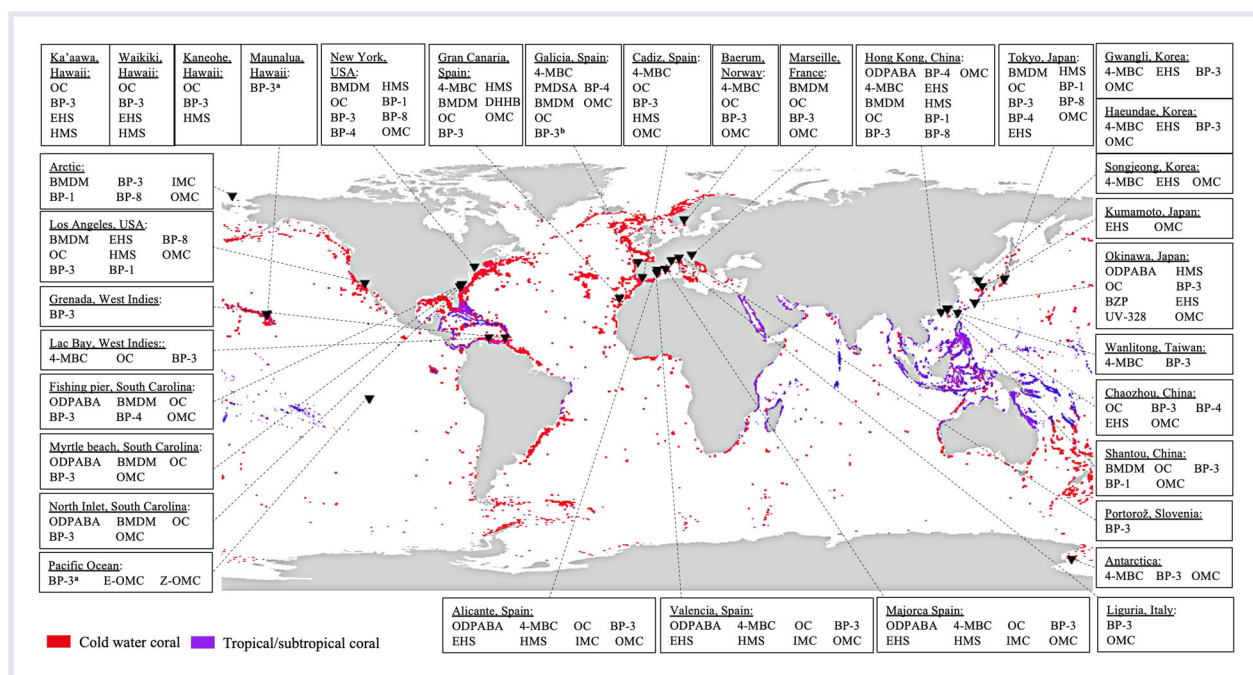 Ka'aawa,
Hawaii:
OC
BP-3
EHS
HMS
Waikiki,
Hawaii:
OC
BP-3
EHS
HMS
Kaneohe,
Hawaii:
OC
BP-3
HMS
Maunalua,
Hawaii:
BP-3ᵃ
New York,
USA:
BMDM HMS
OC BP-1
BP-3 BP-8
BP-4 OMC
Gran Canaria,
Spain:
4-MBC HMS
BMDM DHHB
OC OMC
BP-3
Galicia, Spain:
4-MBC
PMDSA BP-4
BMDM OMC
OC
BP-3ᵇ
Cadiz, Spain:
4-MBC
OC
BP-3
HMS
OMC
Baerum,
Norway:
4-MBC
OC
BP-3
OMC
Marseille,
France:
BMDM
OC
BP-3
OMC
Hong Kong, China:
ODPABA BP-4 OMC
4-MBC EHS
BMDM HMS
OC BP-1
BP-3 BP-8
Tokyo, Japan:
BMDM HMS
OC BP-1
BP-3 BP-8
BP-4 OMC
EHS
Gwangli, Korea:
4-MBC EHS BP-3
OMC
Haeundae, Korea:
4-MBC EHS BP-3
OMC
Songjeong, Korea:
4-MBC EHS OMC
Kumamoto, Japan:
EHS OMC
Okinawa, Japan:
ODPABA HMS
OC BP-3
BZP EHS
UV-328 OMC
Wanlitong, Taiwan:
4-MBC BP-3
Chaozhou, China:
OC BP-3 BP-4
EHS OMC
Shantou, China:
BMDM OC BP-3
BP-1 OMC
Portorož, Slovenia:
BP-3
Antarctica:
4-MBC BP-3 OMC
Liguria, Italy:
BP-3
OMC
Arctic:
BMDM BP-3 IMC
BP-1 BP-8 OMC
Los Angeles, USA:
BMDM EHS BP-8
OC HMS OMC
BP-3 BP-1
Grenada, West Indies:
BP-3
Lac Bay, West Indies::
4-MBC OC BP-3
Fishing pier, South Carolina:
ODPABA BMDM OC
BP-3 BP-4 OMC
Myrtle beach, South Carolina:
ODPABA BMDM OC
BP-3 OMC
North Inlet, South Carolina:
ODPABA BMDM OC
BP-3 OMC
Pacific Ocean:
BP-3ᵃ E-OMC Z-OMC
Alicante, Spain:
ODPABA 4-MBC OC BP-3
EHS HMS IMC OMC
Valencia, Spain:
ODPABA 4-MBC OC BP-3
EHS HMS IMC OMC
Majorca Spain:
ODPABA 4-MBC OC BP-3
EHS HMS IMC OMC
Cold water coral
Tropical/subtropical coral